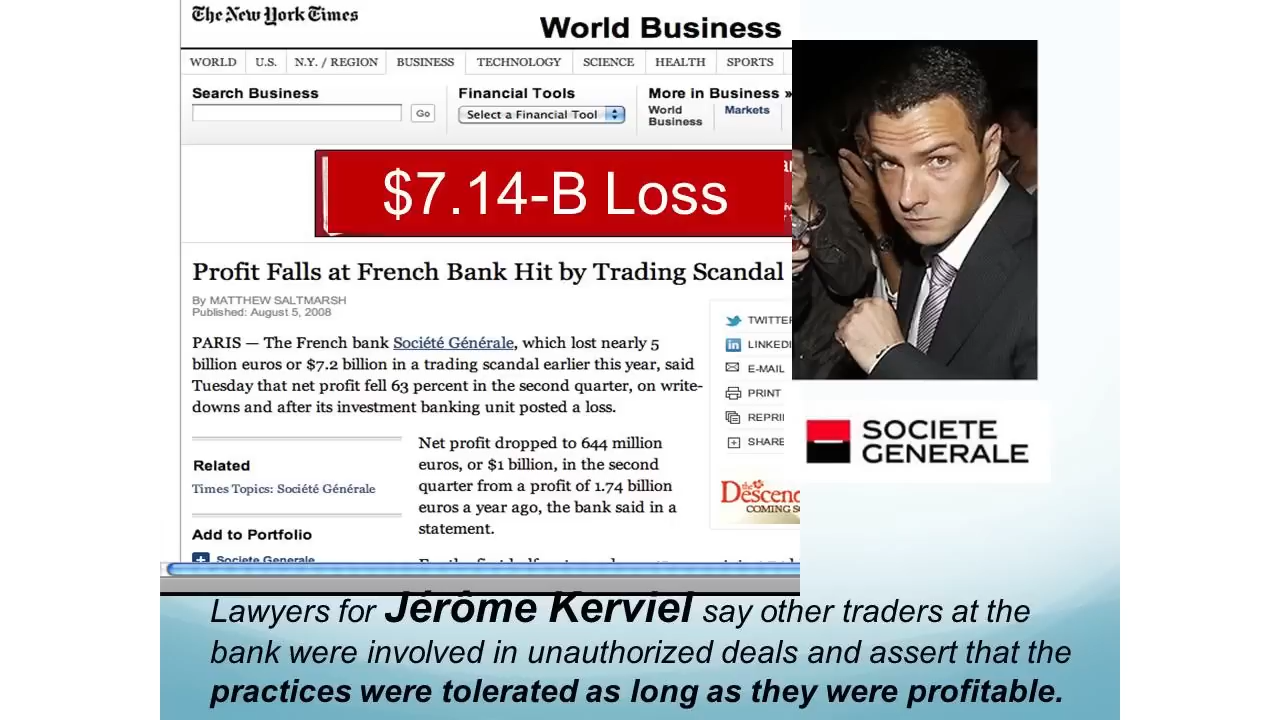 The New York Times
World Business
WORLD U.S. N.Y. / REGION BUSINESS TECHNOLOGY SCIENCE HEALTH SPORTS
Search Business
Go
Financial Tools
Select a Financial Tool
More in Business »
World Business
Markets
$7.14-B Loss
Profit Falls at French Bank Hit by Trading Scandal
By MATTHEW SALTMARSH
Published: August 5, 2008
PARIS — The French bank Société Générale, which lost nearly 5
billion euros or $7.2 billion in a trading scandal earlier this year, said
Tuesday that net profit fell 63 percent in the second quarter, on write-
downs and after its investment banking unit posted a loss.
TWITTER
LINKEDI
E-MAIL
PRINT
REPRI
SHARE
the
Descend
COMING S
Related
Times Topics: Société Générale
Add to Portfolio
Societe Generale
Net profit dropped to 644 million
euros, or $1 billion, in the second
quarter from a profit of 1.74 billion
euros a year ago, the bank said in a
statement.
SOCIETE
GENERALE
Lawyers for Jérôme Kerviel say other traders at the
bank were involved in unauthorized deals and assert that the
practices were tolerated as long as they were profitable.